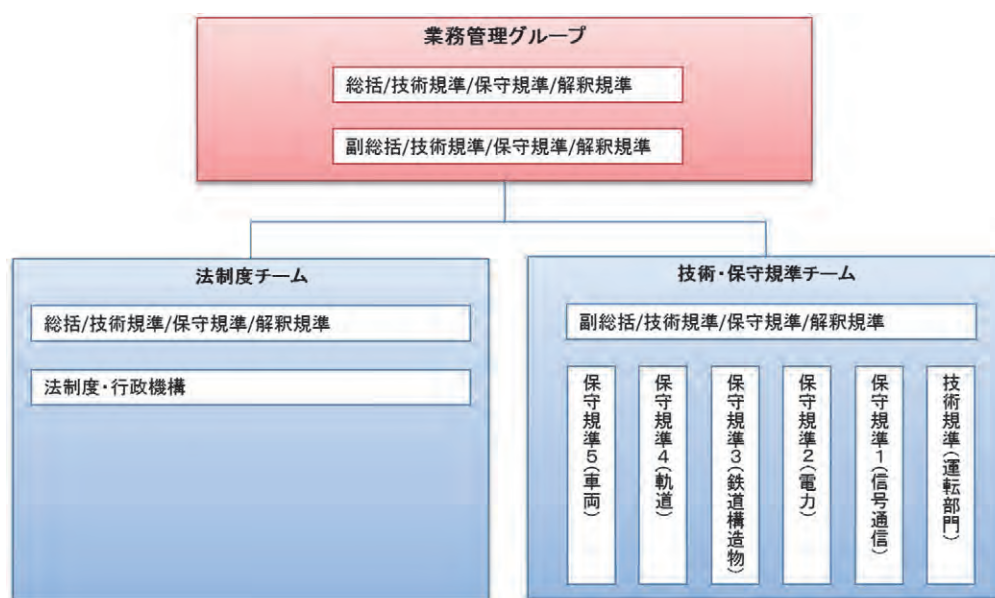 業務管理グループ
総括/技術規準/保守規準/解釈規準
副総括/技術規準/保守規準/解釈規準
法制度チーム
総括/技術規準/保守規準/解釈規準
法制度・行政機構
技術・保守規準チーム
副総括/技術規準/保守規準/解釈規準
技術規準(運転部門)
保守規準1(信号通信)
保守規準2(電力)
保守規準3(鉄道構造物)
保守規準4(軌道)
保守規準5(車両)